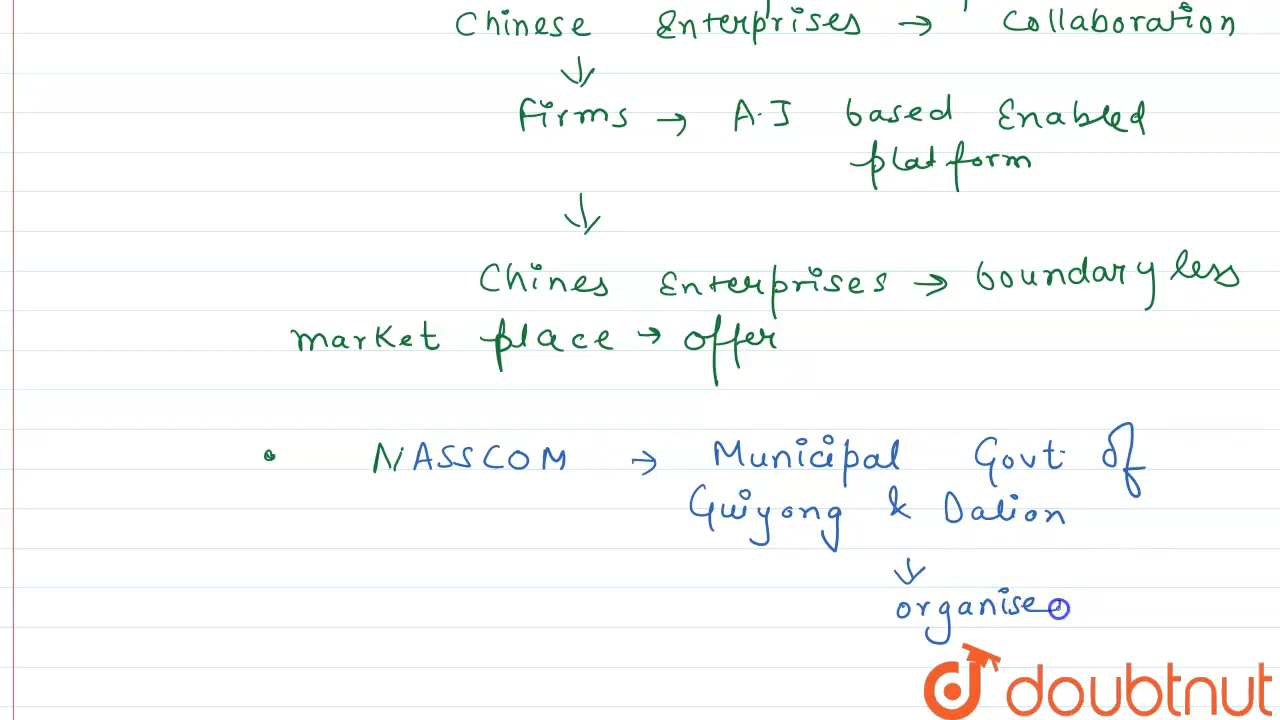 Chinese Enterprises → Collaboration
↓
firms → A.I based Enabled
platform
↓
Chines Enterprises → boundary less
market place → offer
• NASSCOM → Municipal Govt. of
Guiyong & Dalion
↓
organise
doubtnut